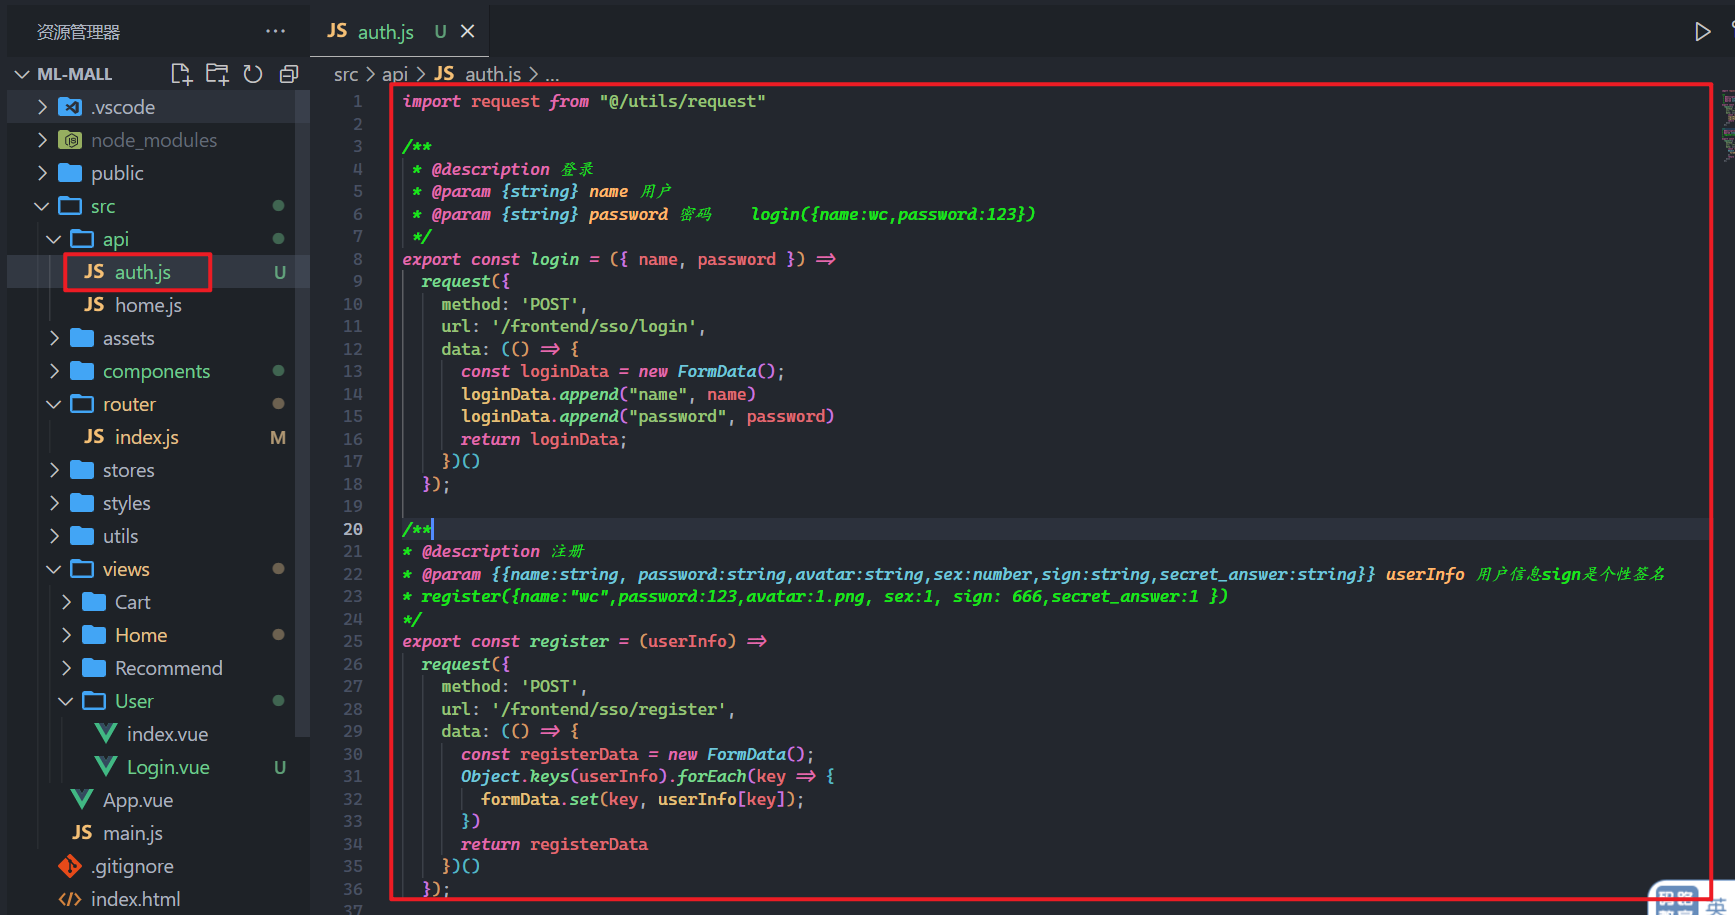 资源管理器
ML-MALL
.vscode
node_modules
public
src
api
JS auth.js U
JS home.js
assets
components
router
JS index.js M
stores
styles
utils
views
Cart
Home
Recommend
User
index.vue
Login.vue U
App.vue
JS main.js
.gitignore
index.html
JS auth.js U
src > api > JS auth.js > ...
1 import request from "@/utils/request"
2
3 /**
4 * @description 登录
5 * @param {string} name 用户
6 * @param {string} password 密码 login({name:wc,password:123})
7 */
8 export const login = ({ name, password }) =>
9 request({
10 method: 'POST',
11 url: '/frontend/sso/login',
12 data: (() => {
13 const loginData = new FormData();
14 loginData.append("name", name)
15 loginData.append("password", password)
16 return loginData;
17 })()
18 });
19
20 /**
21 * @description 注册
22 * @param {{name:string, password:string,avatar:string,sex:number,sign:string,secret_answer:string}} userInfo 用户信息sign是个性签名
23 * register({name:"wc",password:123,avatar:1.png, sex:1, sign: 666,secret_answer:1 })
24 */
25 export const register = (userInfo) =>
26 request({
27 method: 'POST',
28 url: '/frontend/sso/register',
29 data: (() => {
30 const registerData = new FormData();
31 Object.keys(userInfo).forEach(key => {
32 formData.set(key, userInfo[key]);
33 })
34 return registerData
35 })()
36 });
37
英